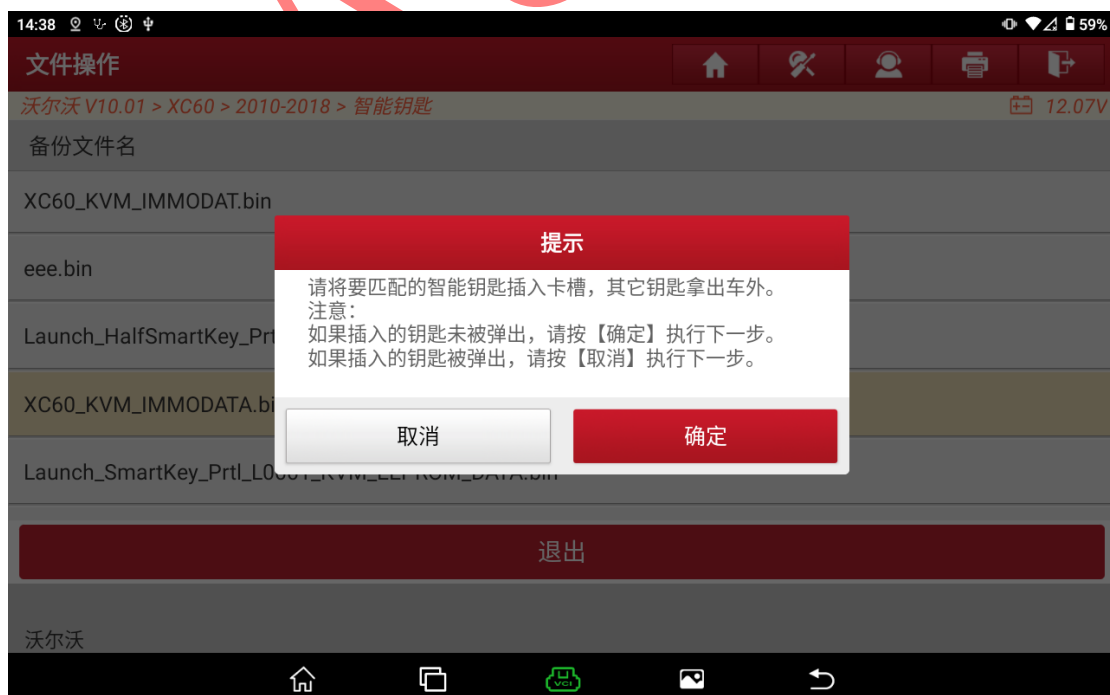 14:38
59%
文件操作
沃尔沃 V10.01 > XC60 > 2010-2018 > 智能钥匙
12.07V
备份文件名
XC60_KVM_IMMODAT.bin
eee.bin
Launch_HalfSmartKey_Prt
XC60_KVM_IMMODATA.bi
提示
请将要匹配的智能钥匙插入卡槽，其它钥匙拿出车外。
注意：
如果插入的钥匙未被弹出，请按【确定】执行下一步。
如果插入的钥匙被弹出，请按【取消】执行下一步。
取消
确定
Launch_SmartKey_Prtl_L0001_KVM_EEPROM_DATA.bin
退出
沃尔沃
VCI